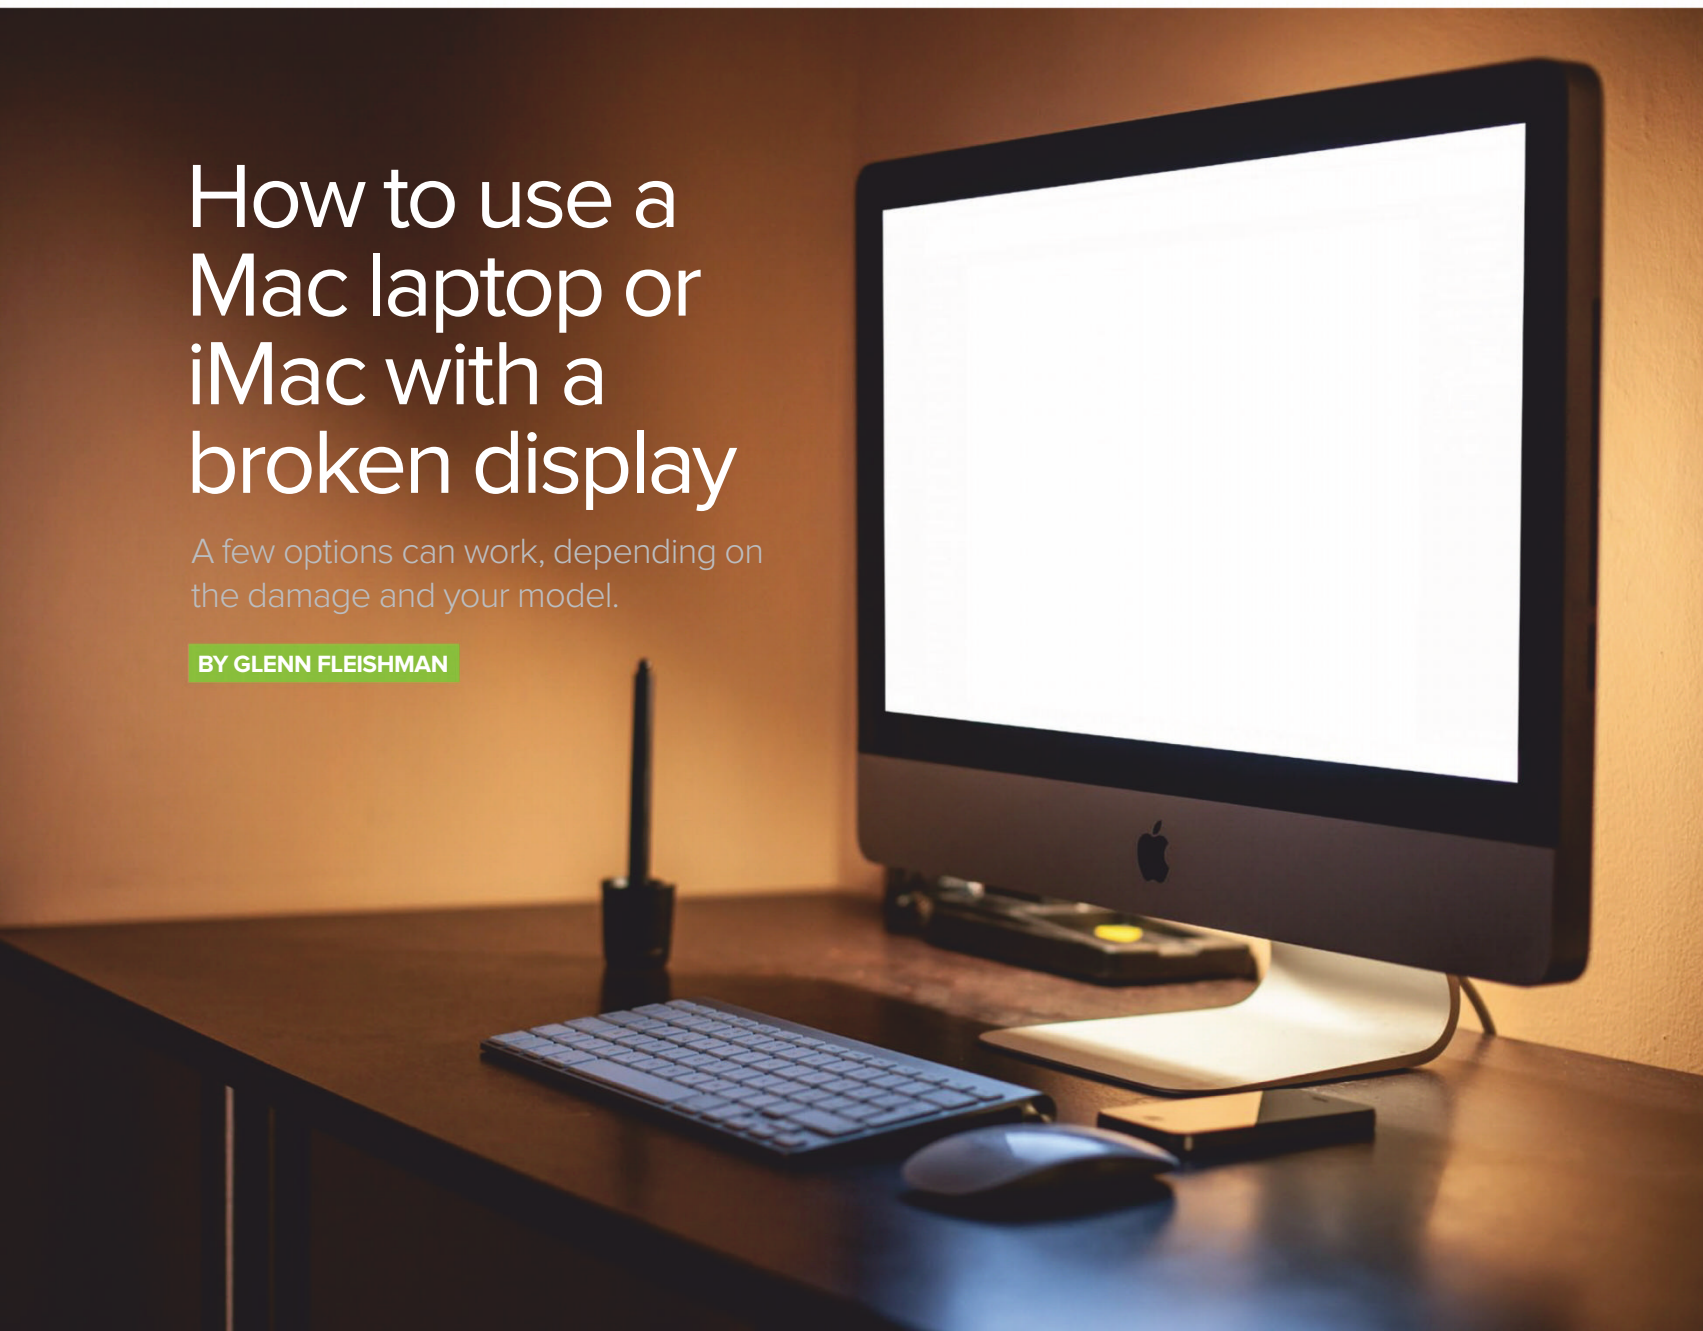 How to use a
Mac laptop or
iMac with a
broken display
A few options can work, depending on
the damage and your model.
BY GLENN FLEISHMAN